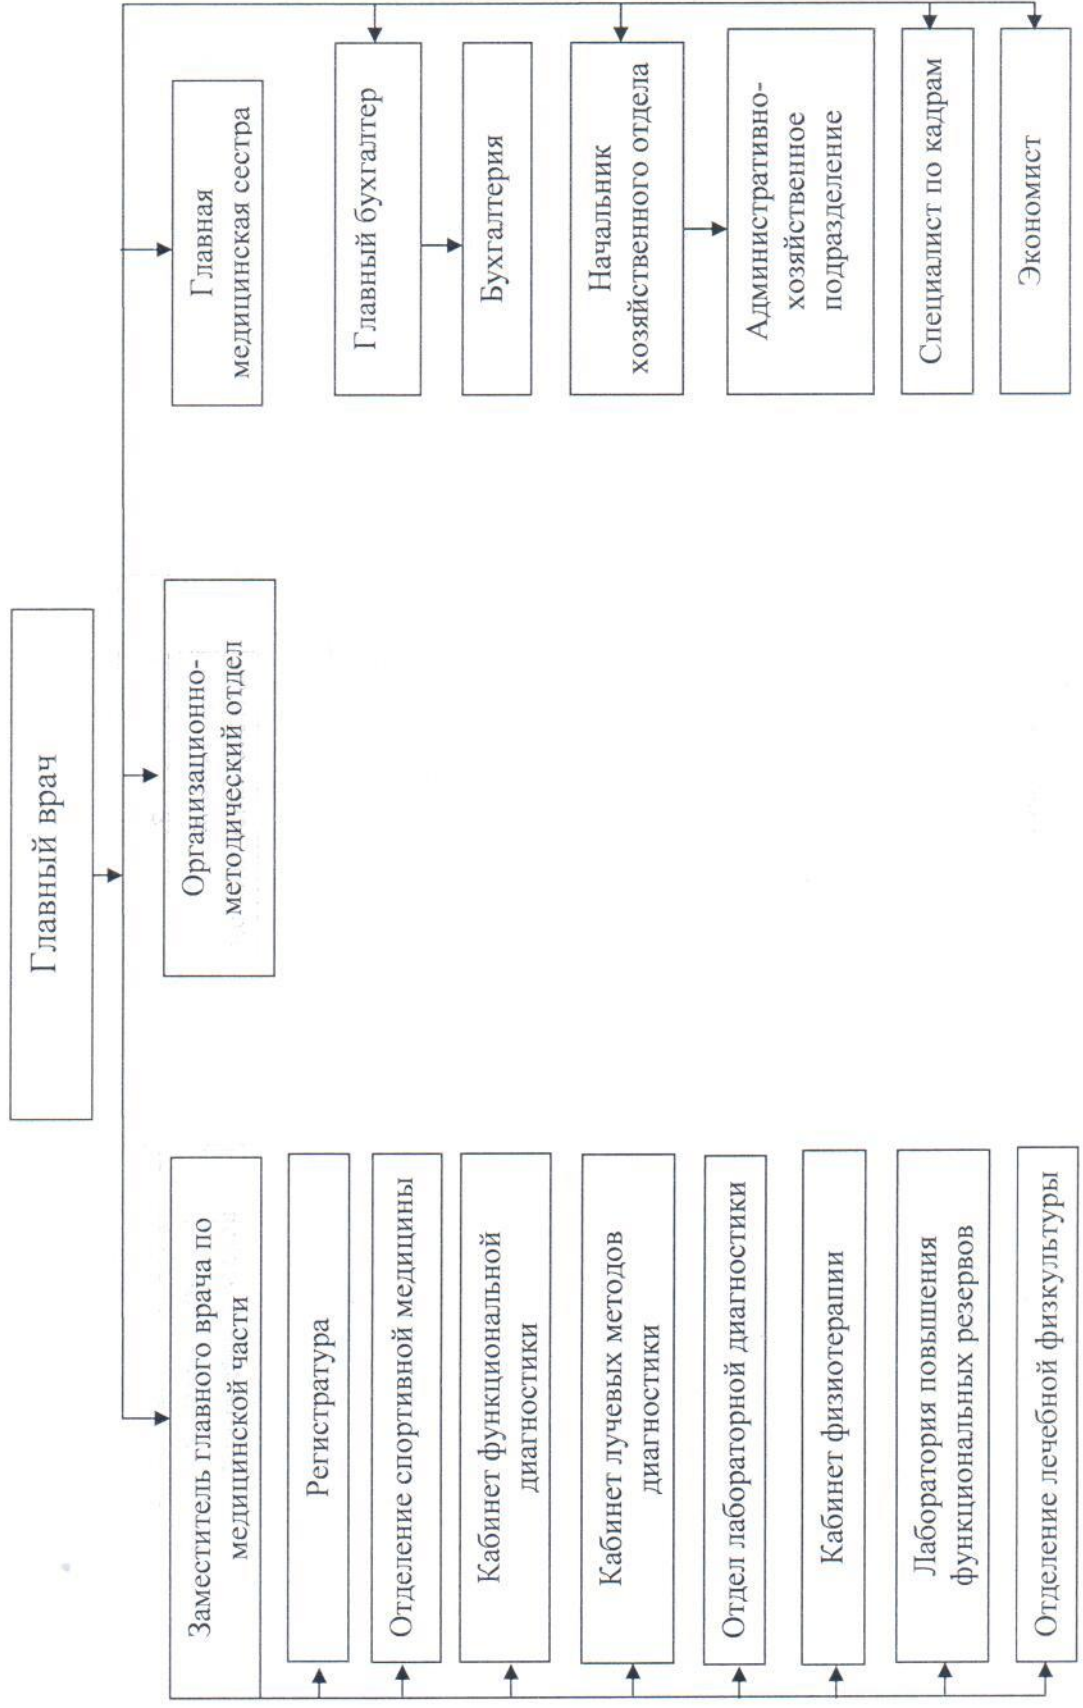 Главный врач
Заместитель главного врача по
медицинской части
Регистратура
Отделение спортивной медицины
Кабинет функциональной
диагностики
Кабинет лучевых методов
диагностики
Отдел лабораторной диагностики
Кабинет физиотерапии
Лаборатория повышения
функциональных резервов
Отделение лечебной физкультуры
Организационно-
методический отдел
Главная
медицинская сестра
Главный бухгалтер
Бухгалтерия
Начальник
хозяйственного отдела
Административно-
хозяйственное
подразделение
Специалист по кадрам
Экономист